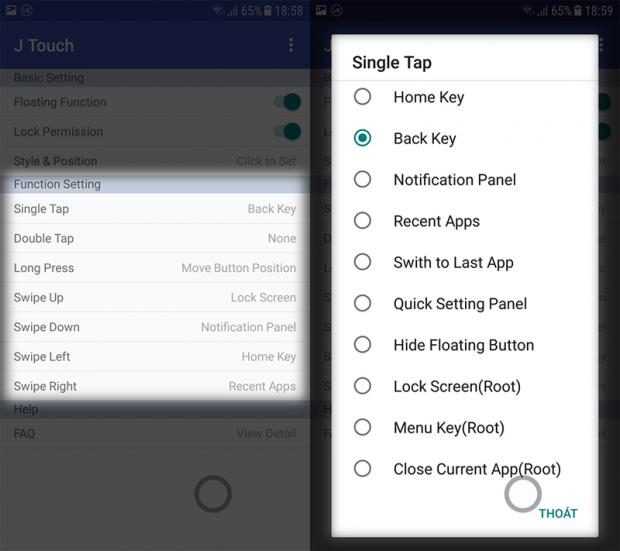 65% 18:58
J Touch
Basic Setting
Floating Function
Lock Permission
Style & Position Click to Set
Function Setting
Single Tap Back Key
Double Tap None
Long Press Move Button Position
Swipe Up Lock Screen
Swipe Down Notification Panel
Swipe Left Home Key
Swipe Right Recent Apps
Help
FAQ View Detail
65% 18:59
Single Tap
Home Key
Back Key
Notification Panel
Recent Apps
Swith to Last App
Quick Setting Panel
Hide Floating Button
Lock Screen(Root)
Menu Key(Root)
Close Current App(Root)
THOÁT